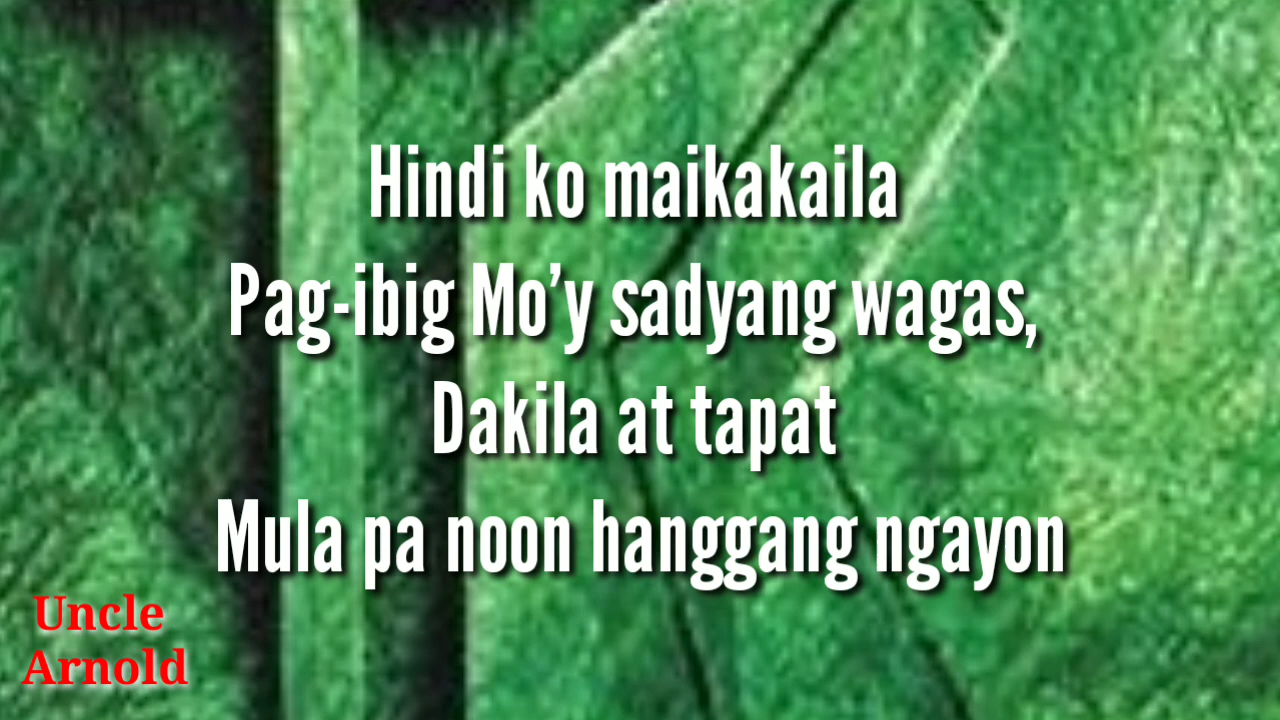 Hindi ko maikakaila
Pag-ibig Mo’y sadyang wagas,
Dakila at tapat
Mula pa noon hanggang ngayon
Uncle
Arnold